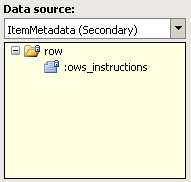 Data source:
ItemMetadata (Secondary)
row
:ows_instructions